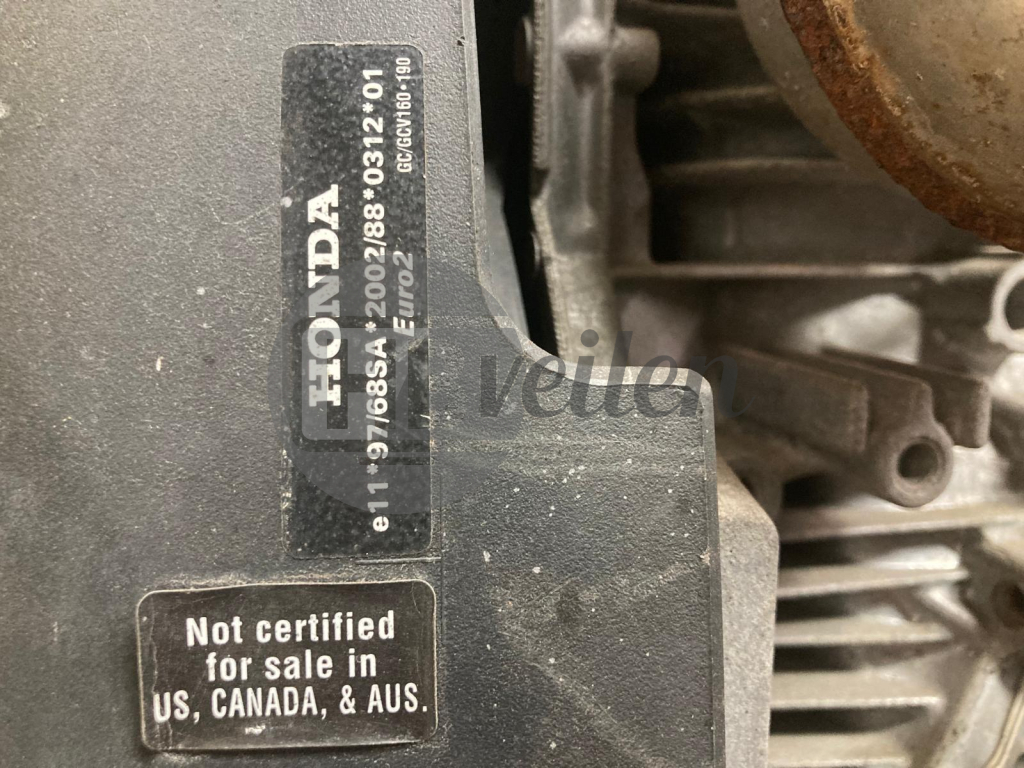 HONDA
e11*97/68SA*2002/88*0312*01
Euro2
GC/GCV160•190
Not certified
for sale in
US, CANADA, & AUS.
veilen